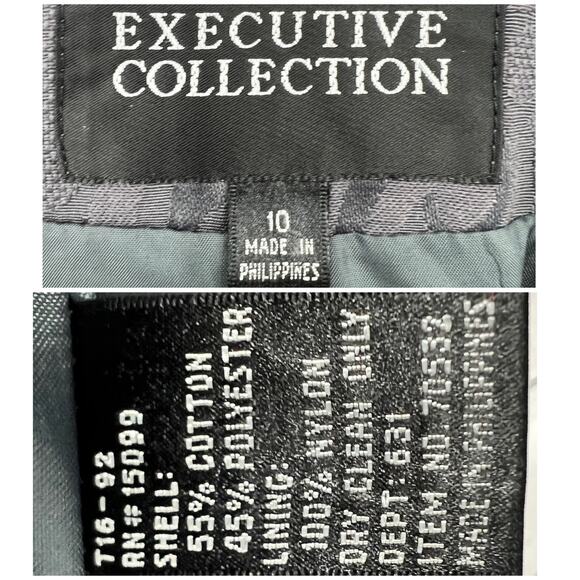 EXECUTIVE
COLLECTION
10
MADE IN
PHILIPPINES
T16-92
RN# 15099
SHELL:
55% COTTON
45% POLYESTER
LINING:
100% NYLON
DRY CLEAN ONLY
DEPT: 631
ITEM NO. 70532
MADE IN PHILIPPINES